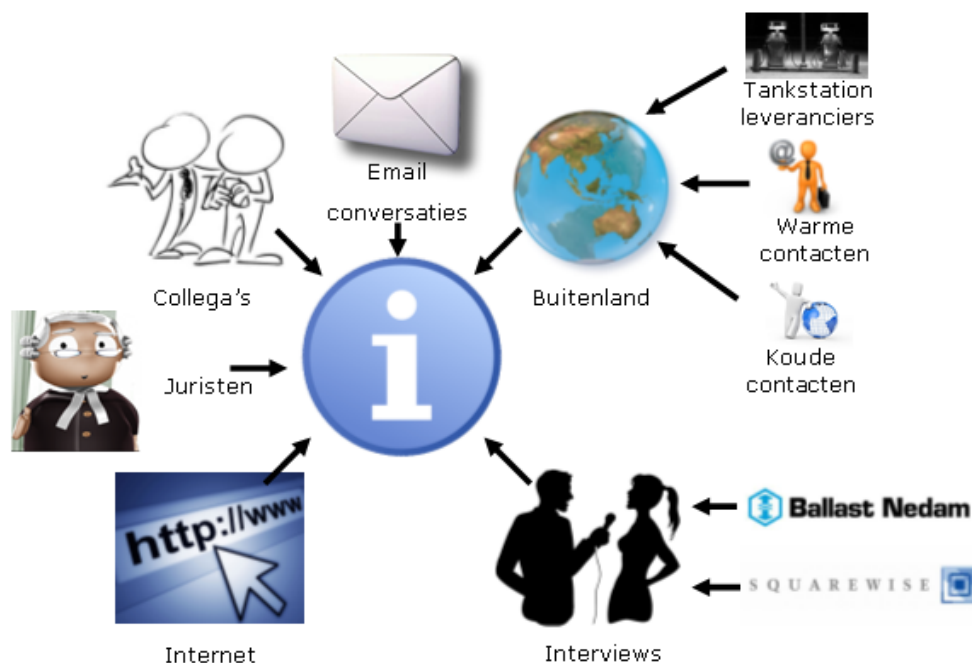 Tankstation
leveranciers
Email
conversaties
@
Warme
contacten
Collega's
Buitenland
Koude
contacten
i
Juristen
http://www
Ballast Nedam
SQUAREWISE
Internet
Interviews